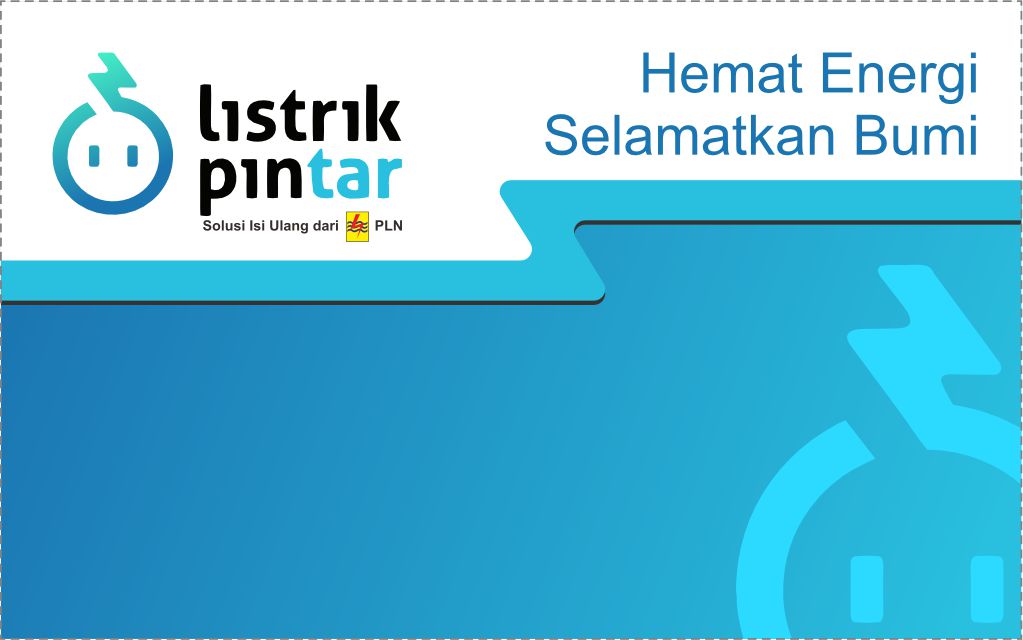 listrik
pintar
Solusi Isi Ulang dari PLN
Hemat Energi
Selamatkan Bumi